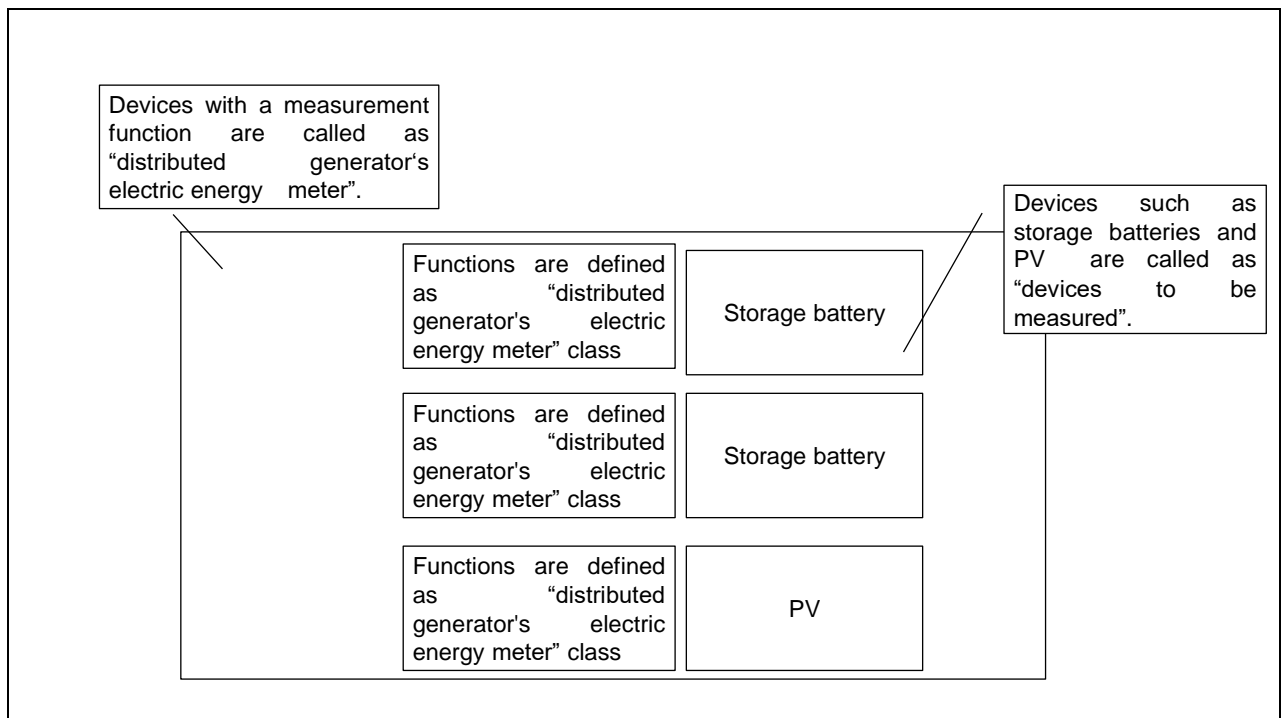 Devices with a measurement
function are called as
“distributed generator‘s
electric energy meter”.
Devices such as
storage batteries and
PV are called as
“devices to be
measured”.
Functions are defined
as “distributed
generator's electric
energy meter” class
Storage battery
Functions are defined
as “distributed
generator's electric
energy meter” class
Storage battery
Functions are defined
as “distributed
generator's electric
energy meter” class
PV